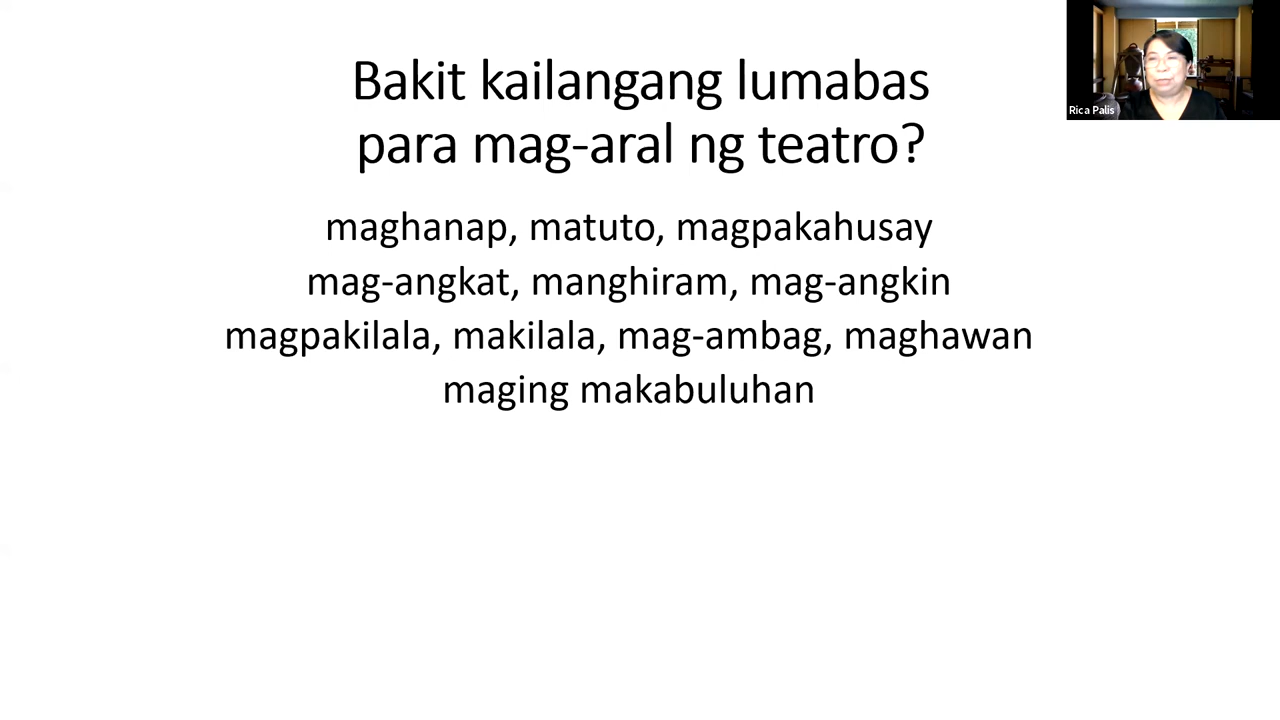 Bakit kailangang lumabas
para mag-aral ng teatro?
maghanap, matuto, magpakahusay
mag-angkat, manghiram, mag-angkin
magpakilala, makilala, mag-ambag, maghawan
maging makabuluhan
Rica Palis